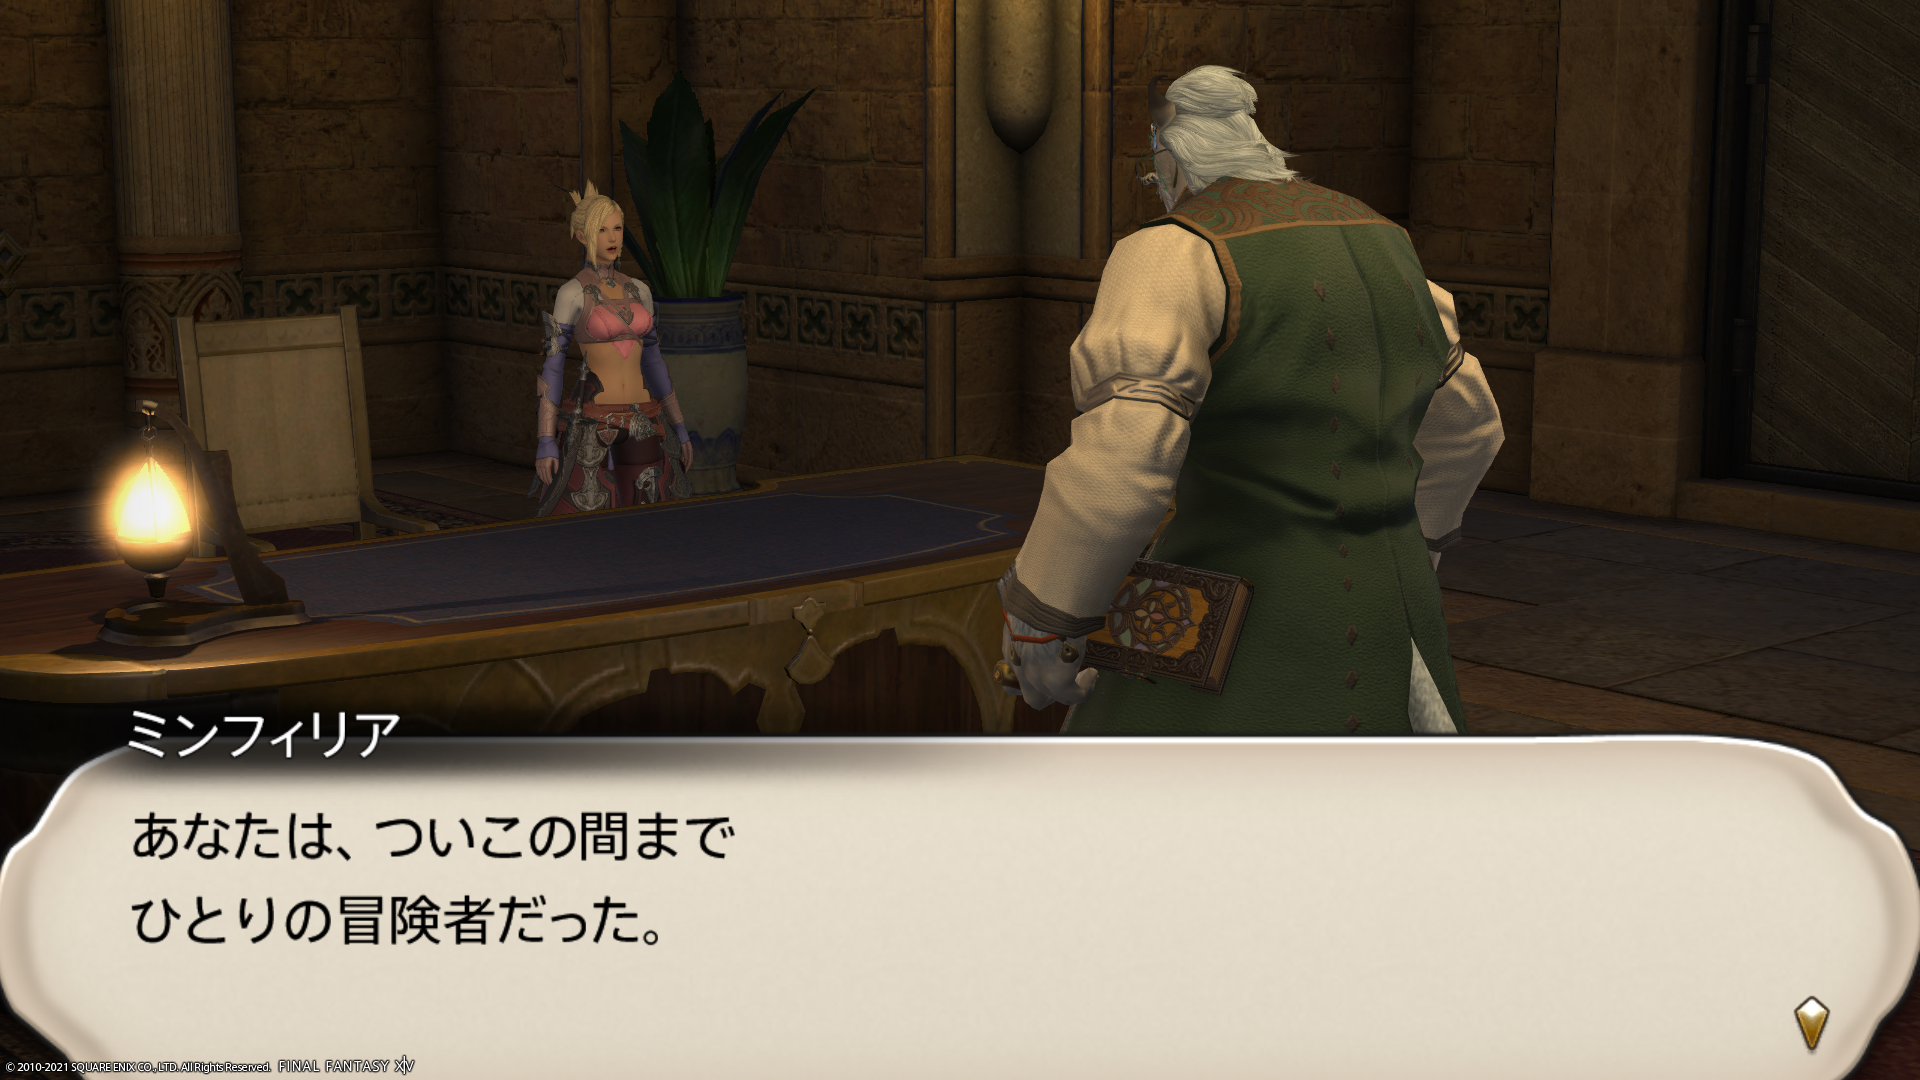 ミンフィリア
あなたは、ついこの間まで
ひとりの冒険者だった。
© 2010-2021 SQUARE ENIX CO., LTD. All Rights Reserved. FINAL FANTASY XIV